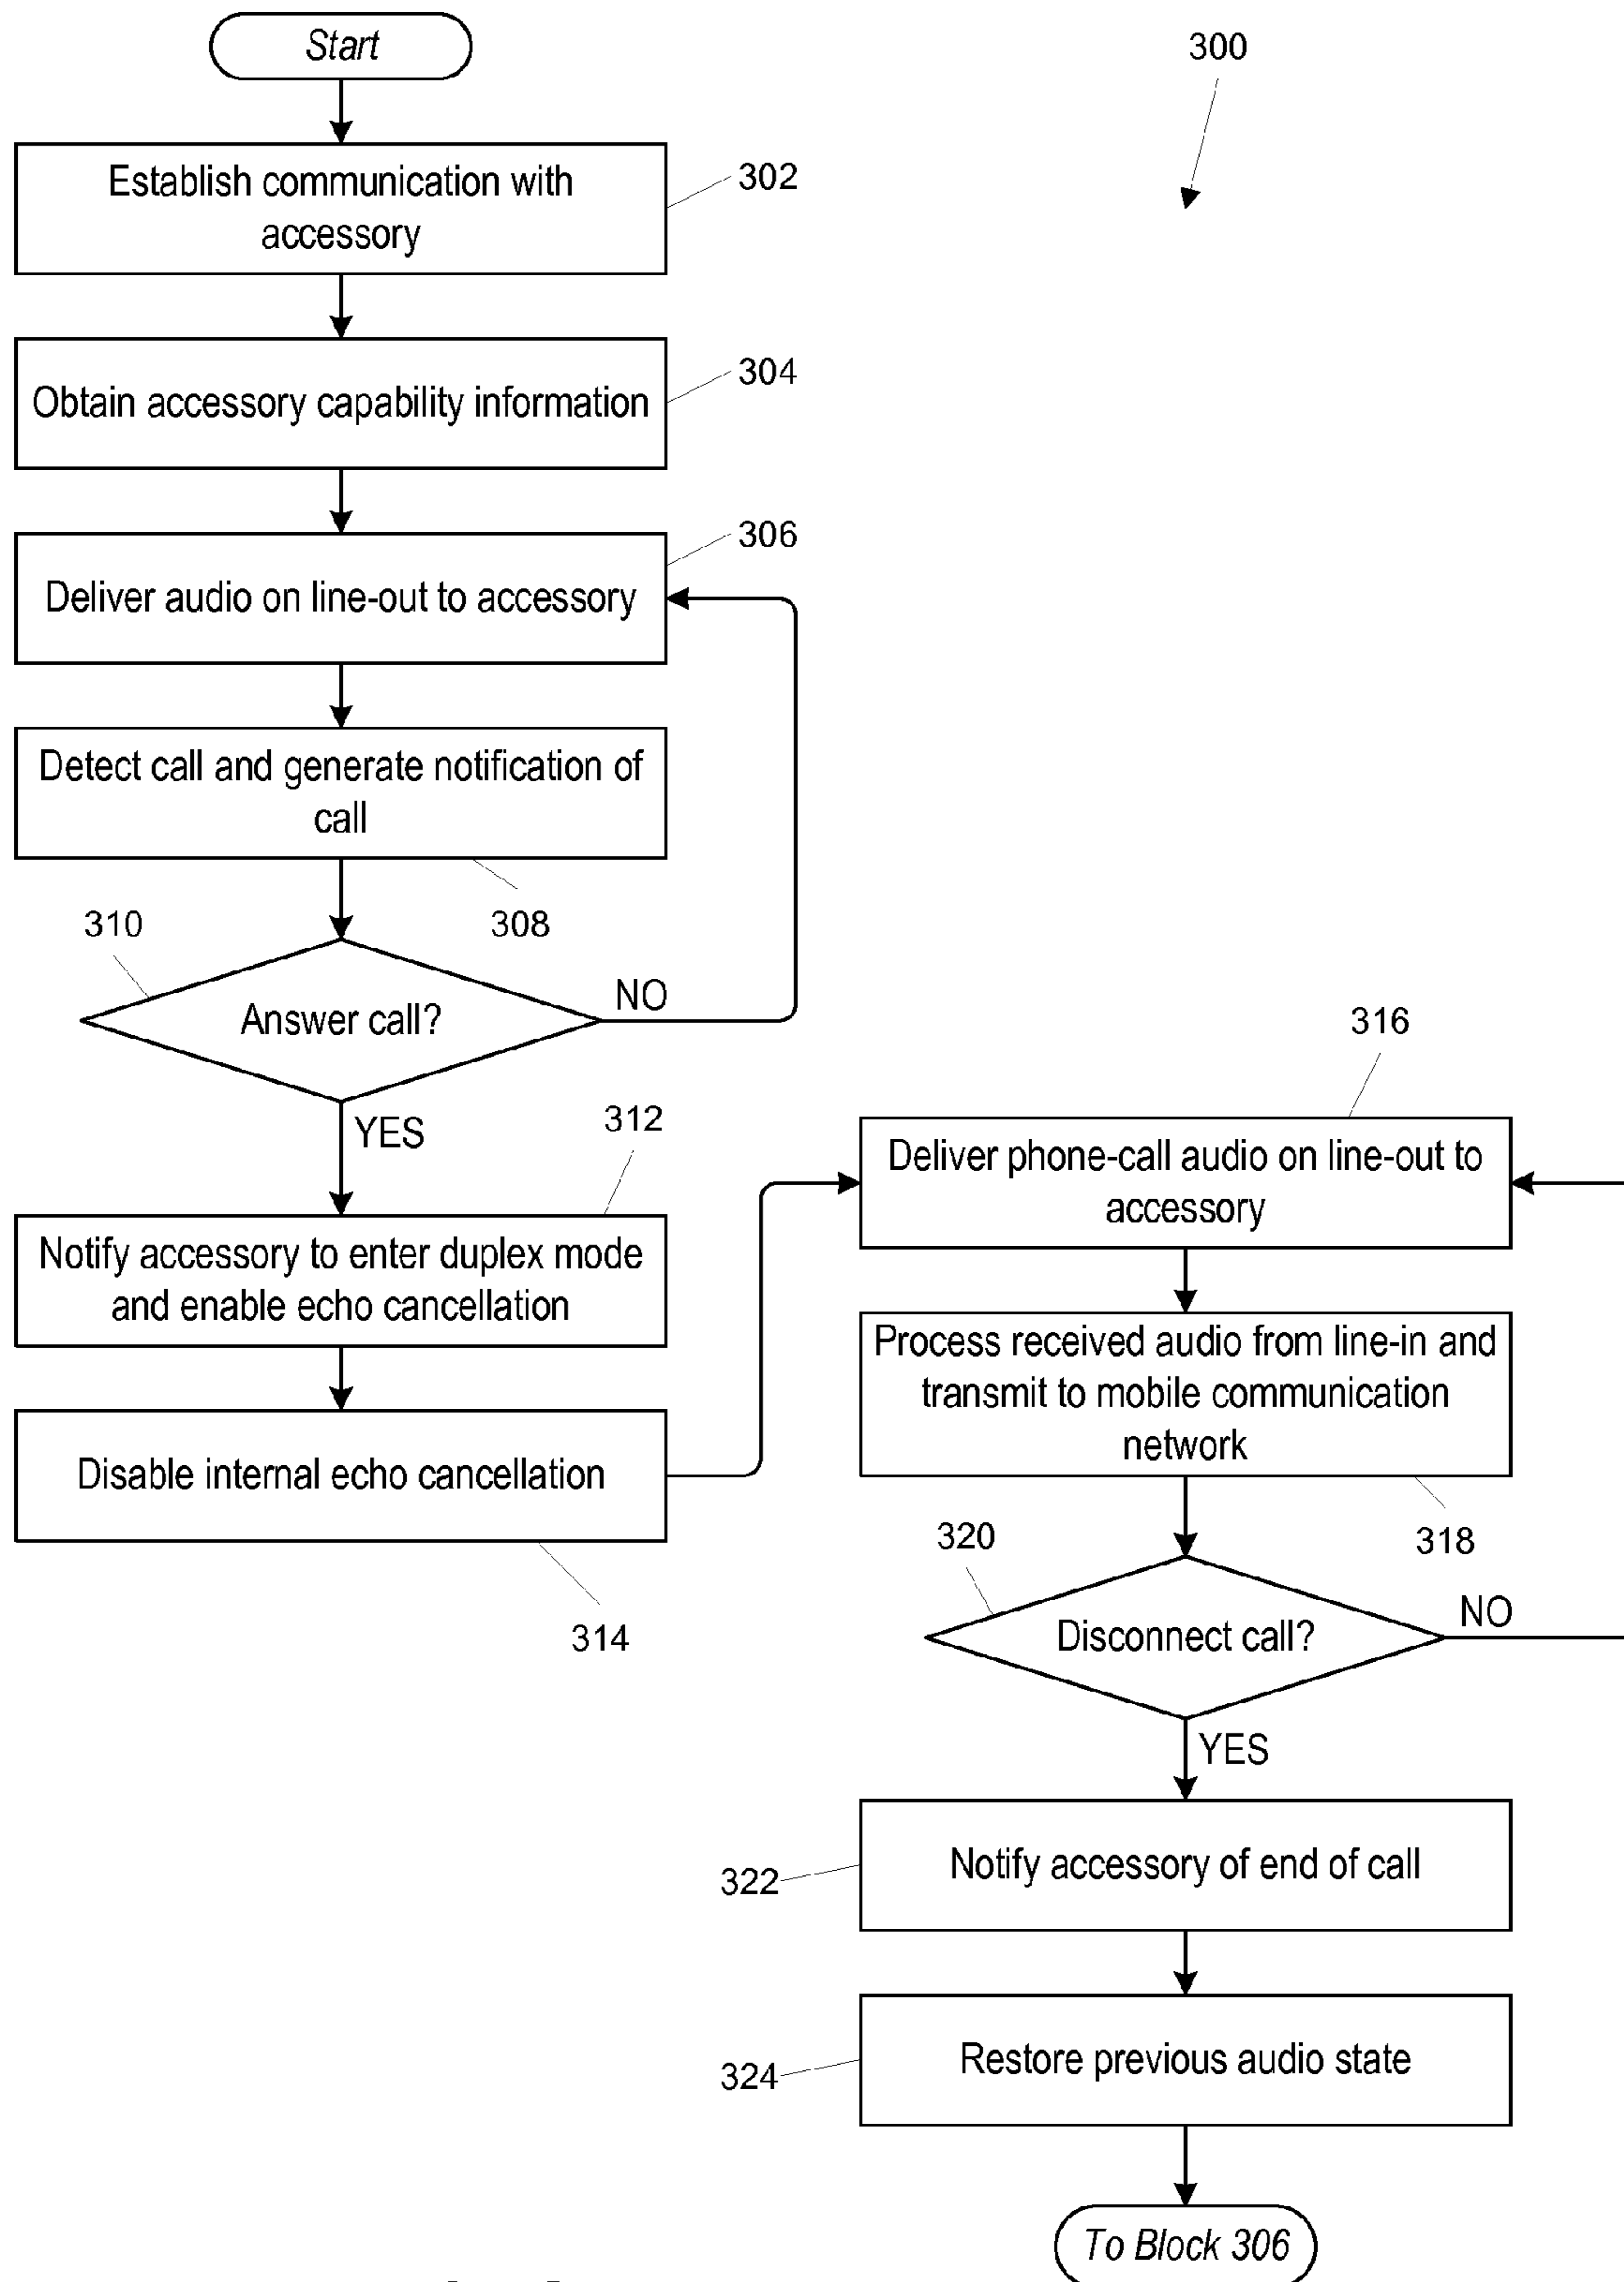 Start
300
Establish communication with
accessory
302
Obtain accessory capability information
304
306
Deliver audio on line-out to accessory
Detect call and generate notification of
call
308
310
Answer call?
NO
YES
312
Notify accessory to enter duplex mode
and enable echo cancellation
Disable internal echo cancellation
314
316
Deliver phone-call audio on line-out to
accessory
Process received audio from line-in and
transmit to mobile communication
network
318
320
Disconnect call?
NO
YES
Notify accessory of end of call
322
Restore previous audio state
324
To Block 306